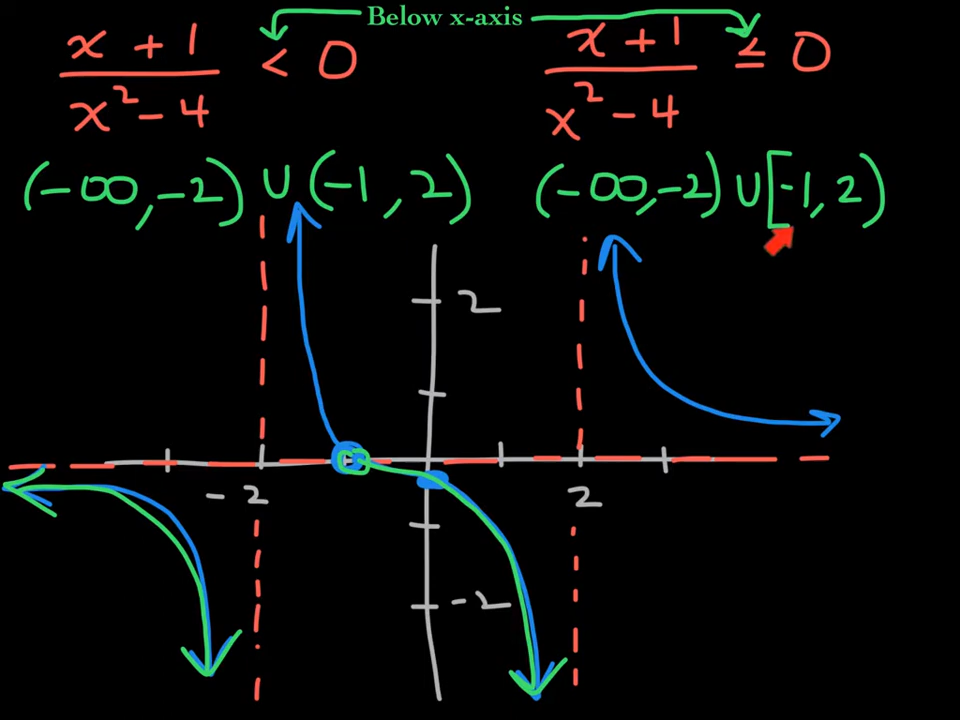 Below x-axis
x + 1 / x² - 4 < 0
x + 1 / x² - 4 ≤ 0
(-∞, -2) ∪ (-1, 2)
(-∞, -2) ∪ [-1, 2)
2
-2
2
-2